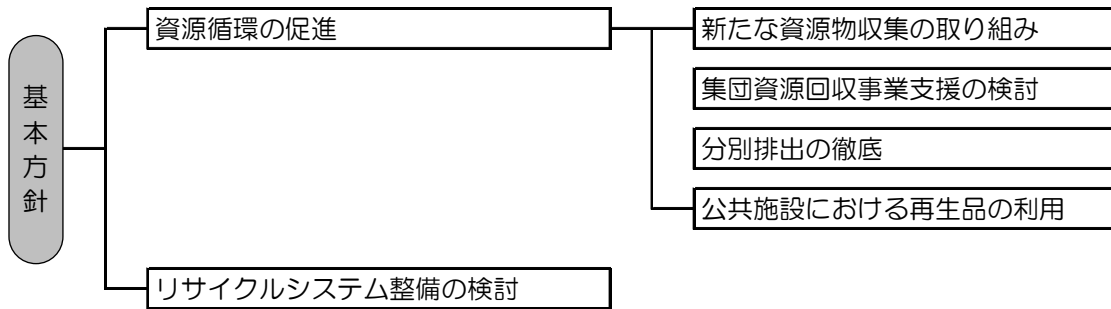 基本方針
資源循環の促進
新たな資源物収集の取り組み
集団資源回収事業支援の検討
分別排出の徹底
公共施設における再生品の利用
リサイクルシステム整備の検討